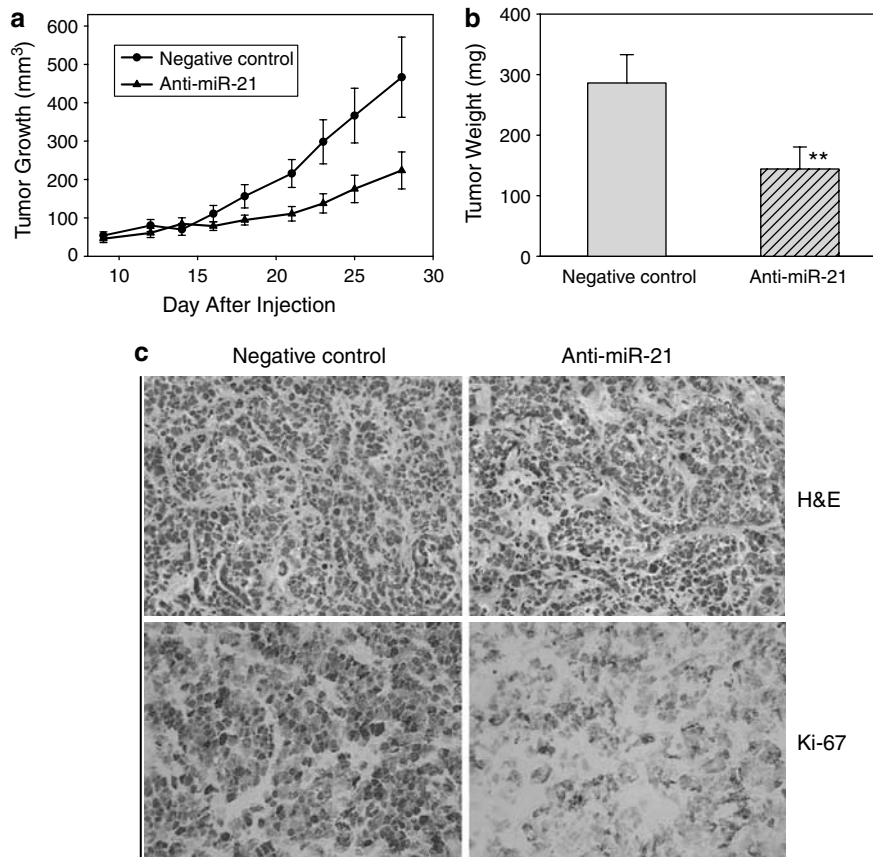 a
Tumor Growth (mm³)
600
500
400
300
200
100
0
Negative control
Anti-miR-21
10
15
20
25
30
Day After Injection
b
Tumor Weight (mg)
400
300
200
100
0
**
Negative control
Anti-miR-21
c
Negative control
Anti-miR-21
H&E
Ki-67